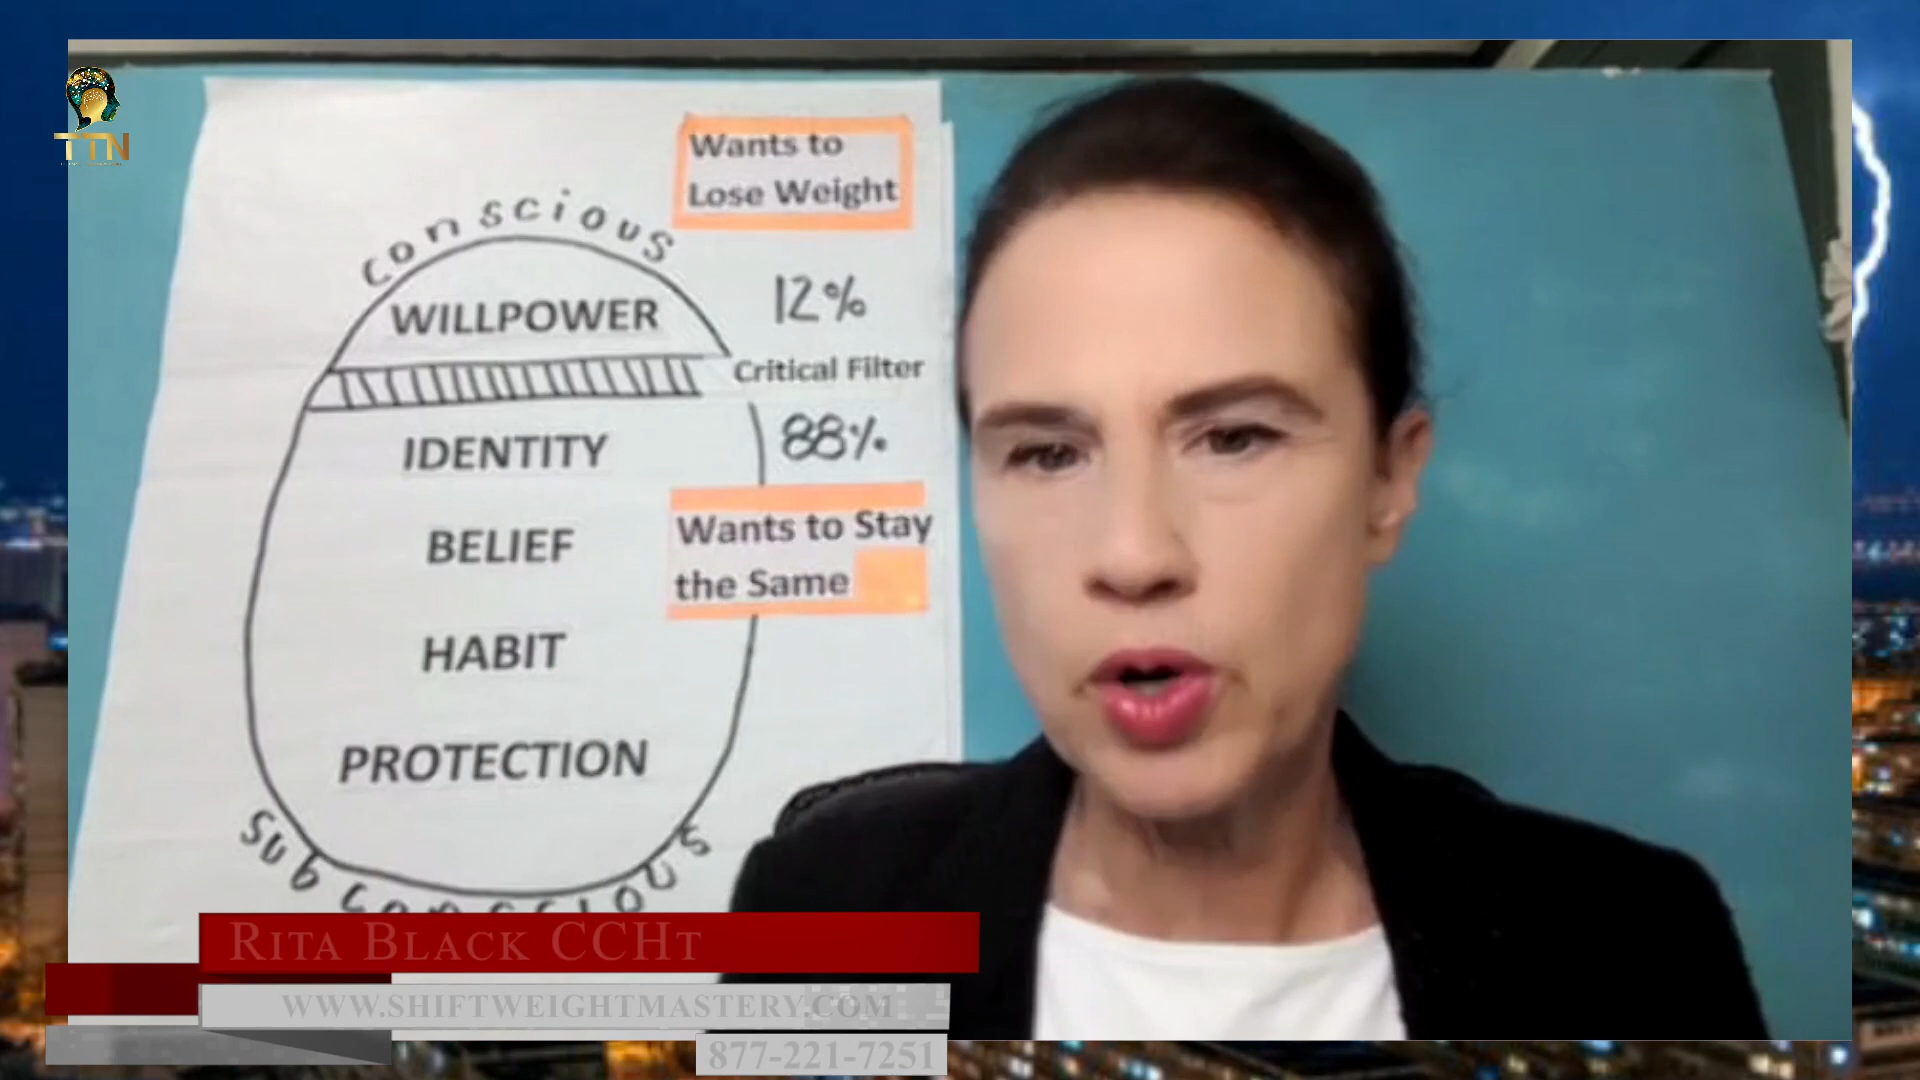 TTN
Wants to
Lose Weight
conscious
WILLPOWER
12%
Critical Filter
IDENTITY
88%
BELIEF
Wants to Stay
the Same
HABIT
PROTECTION
subconscious
RITA BLACK CCHT
WWW.SHIFTWEIGHTMASTERY.COM
877-221-7251